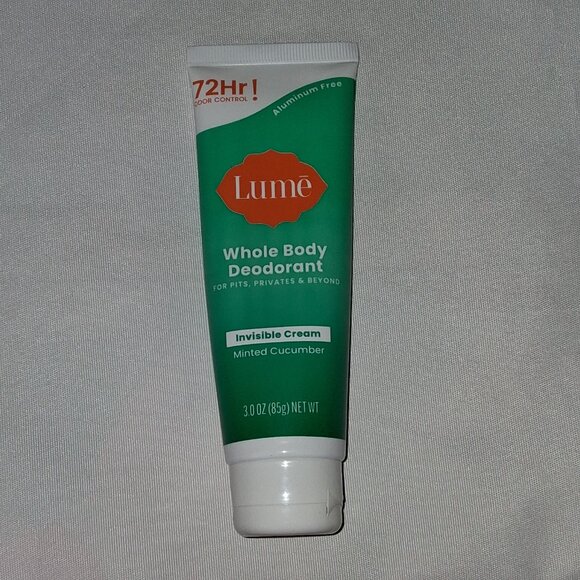 72Hr!
ODOR CONTROL
Aluminum Free
Lumē
Whole Body
Deodorant
FOR PITS, PRIVATES & BEYOND
Invisible Cream
Minted Cucumber
3.0 OZ (85g) NET WT